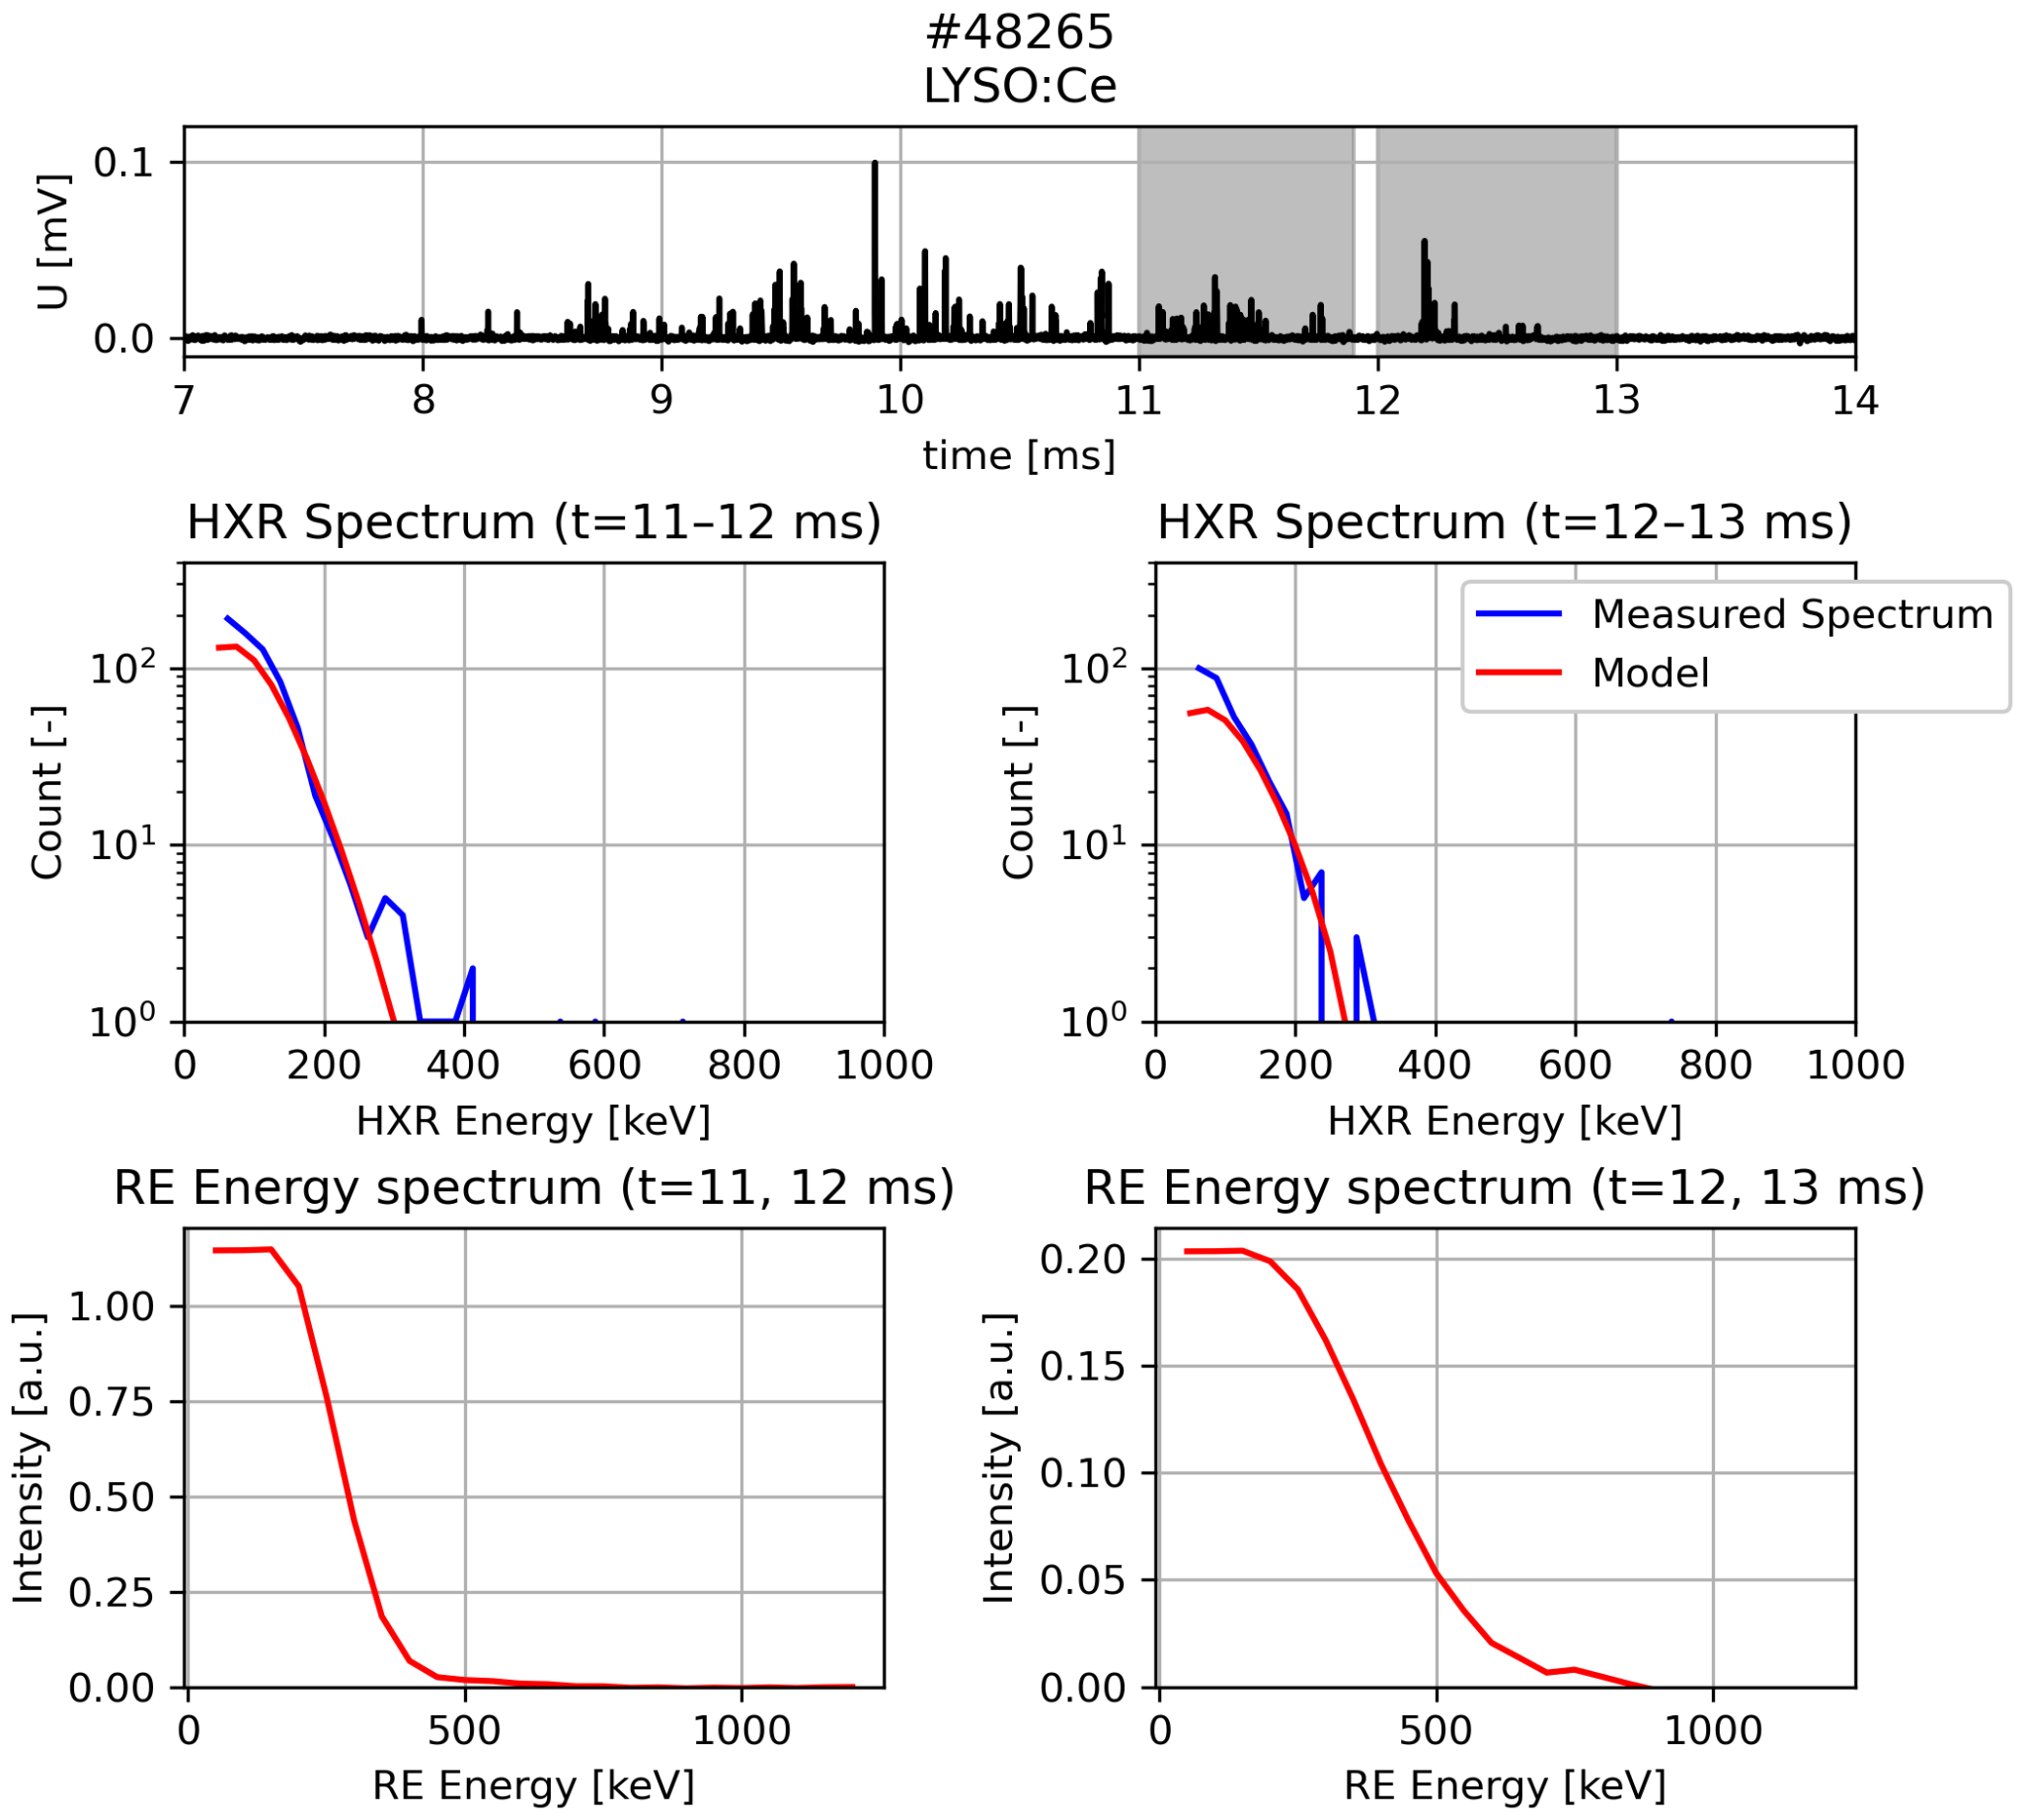 #48265
LYSO:Ce
U [mV]
0.1
0.0
7 8 9 10 11 12 13 14
time [ms]
HXR Spectrum (t=11–12 ms)
Count [-]
10²
10¹
10⁰
0 200 400 600 800 1000
HXR Energy [keV]
HXR Spectrum (t=12–13 ms)
Measured Spectrum
Model
Count [-]
10²
10¹
10⁰
0 200 400 600 800 1000
HXR Energy [keV]
RE Energy spectrum (t=11, 12 ms)
Intensity [a.u.]
1.00
0.75
0.50
0.25
0.00
0 500 1000
RE Energy [keV]
RE Energy spectrum (t=12, 13 ms)
Intensity [a.u.]
0.20
0.15
0.10
0.05
0.00
0 500 1000
RE Energy [keV]